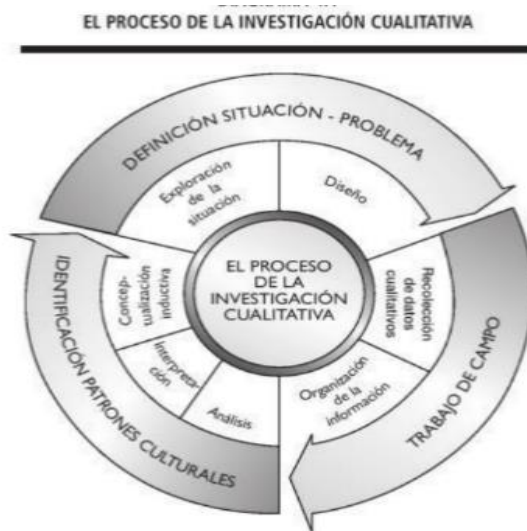 EL PROCESO DE LA INVESTIGACIÓN CUALITATIVA
DEFINICIÓN SITUACIÓN - PROBLEMA
Exploración
de la
situación
Diseño
Recolección
de datos
cualitativos
Organización
de la
información
TRABAJO DE CAMPO
Análisis
Interpreta-
ción
Concep-
tualización
inductiva
IDENTIFICACIÓN PATRONES CULTURALES
EL PROCESO
DE LA
INVESTIGACIÓN
CUALITATIVA